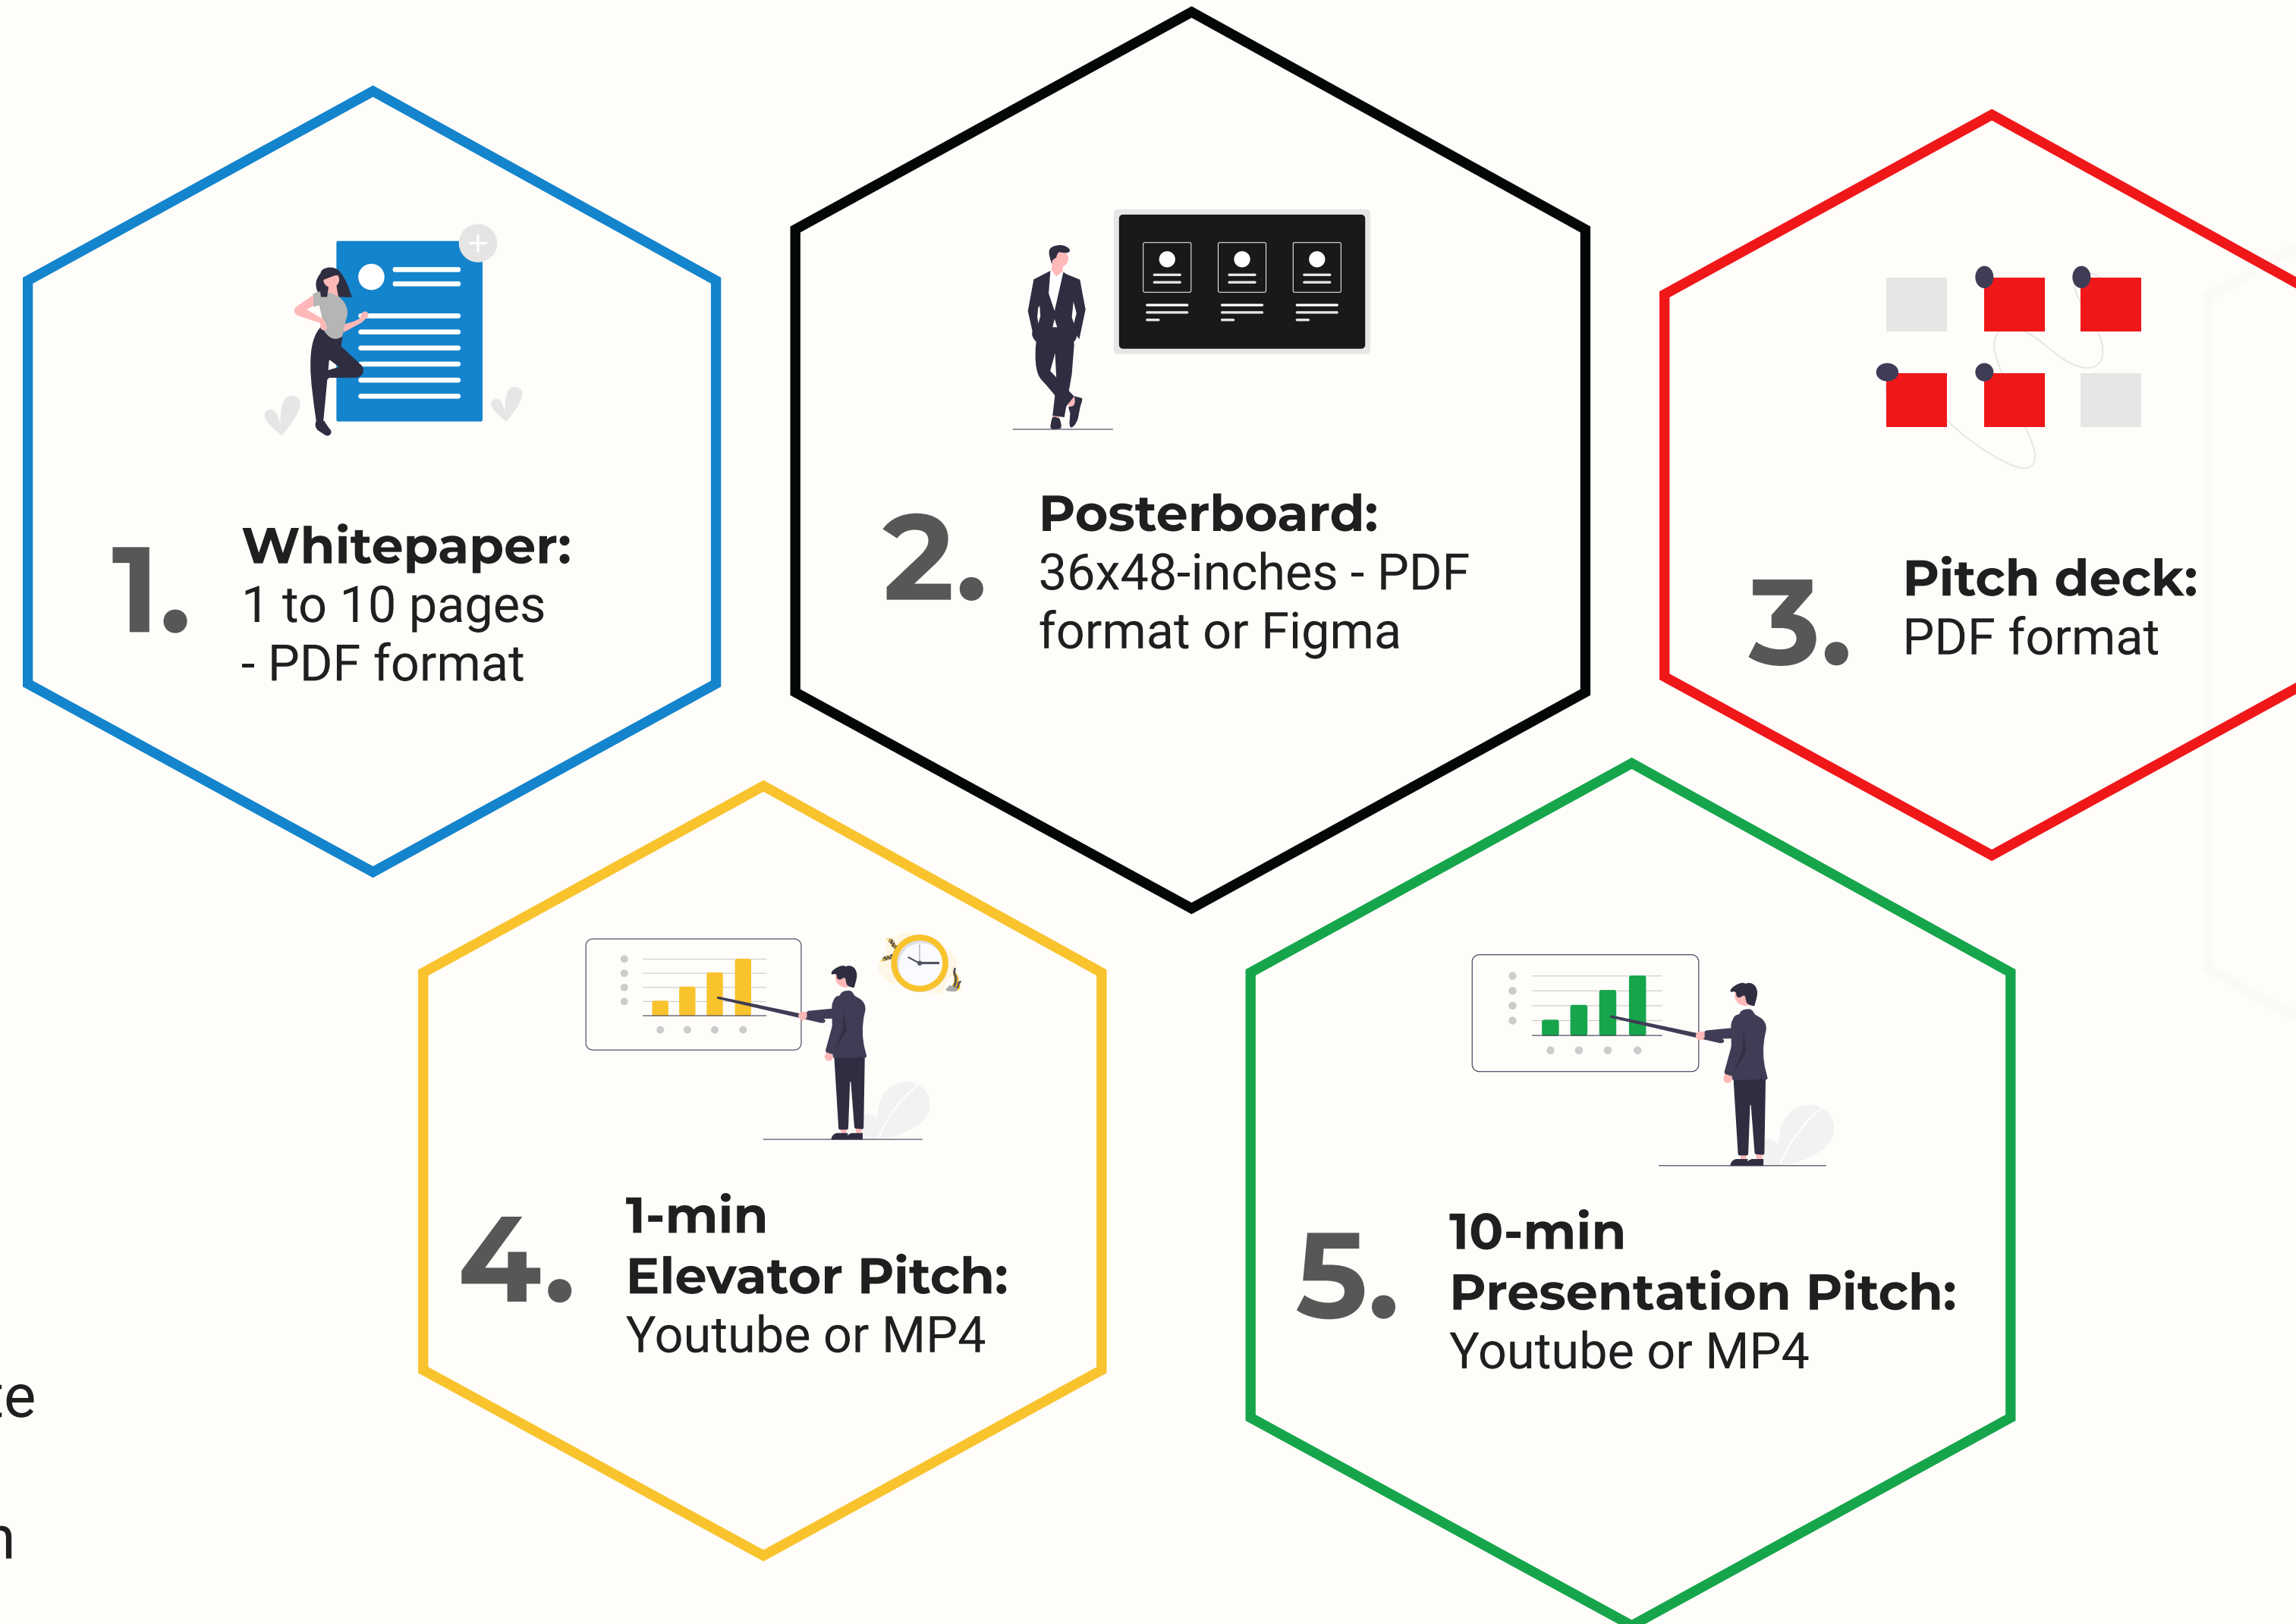 1.
Whitepaper:
1 to 10 pages
- PDF format
2.
Posterboard:
36x48-inches - PDF
format or Figma
3.
Pitch deck:
PDF format
4.
1-min
Elevator Pitch:
Youtube or MP4
5.
10-min
Presentation Pitch:
Youtube or MP4